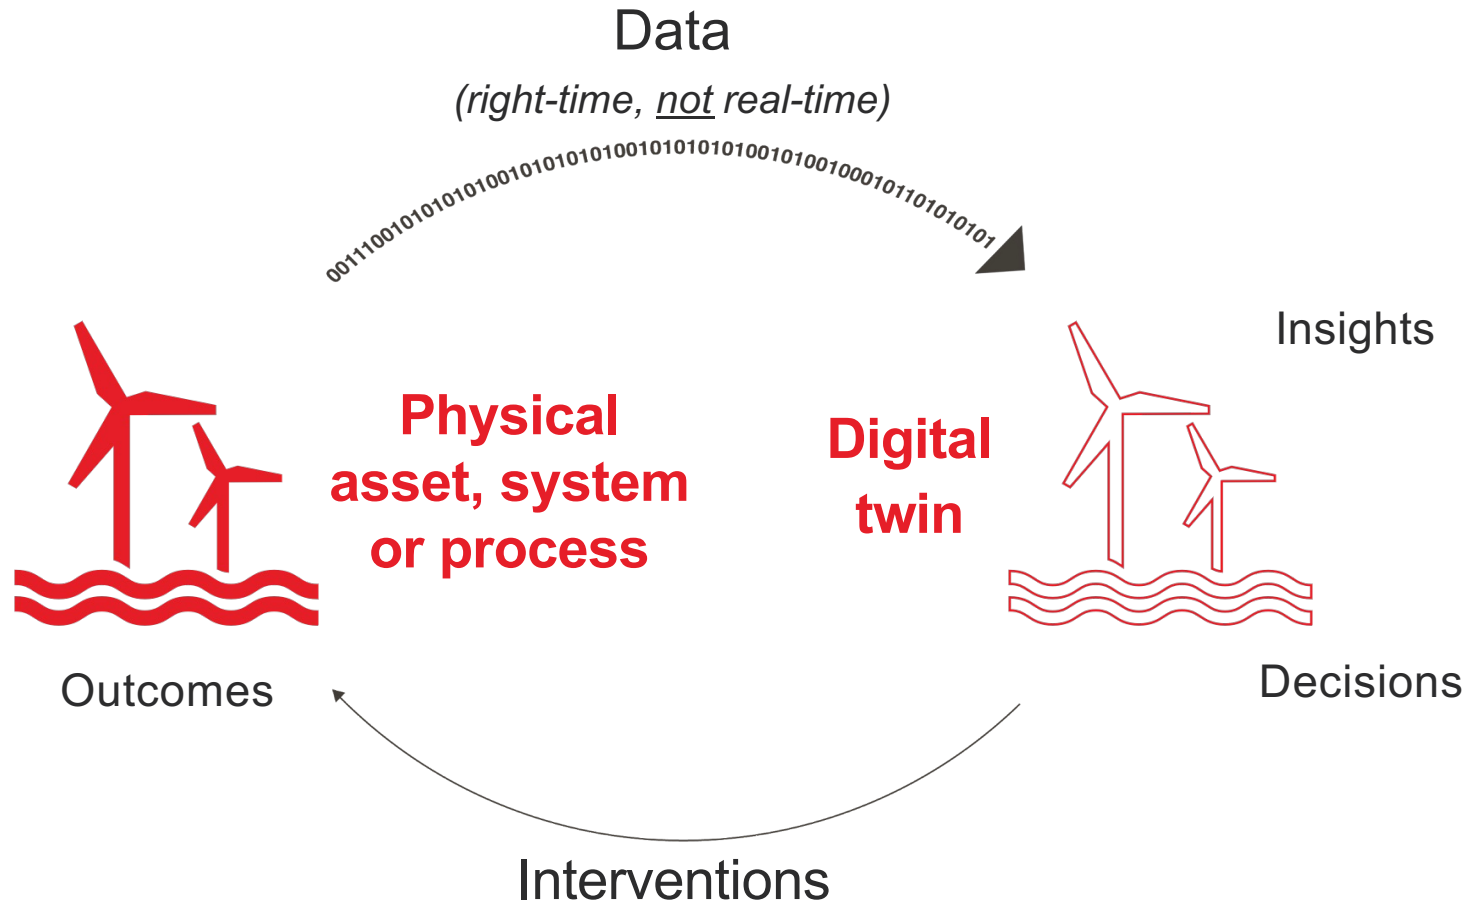 Data
(right-time, not real-time)
0011100101010101001010101010010101010100101001000101101010101
Insights
Physical
asset, system
or process
Digital
twin
Outcomes
Decisions
Interventions